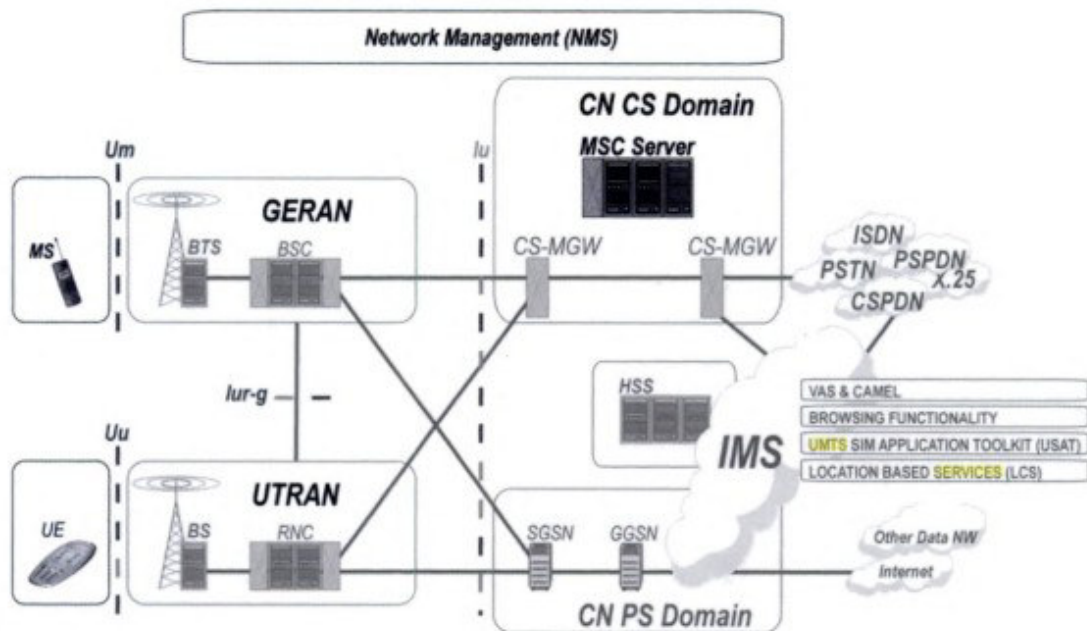 Network Management (NMS)
CN CS Domain
MSC Server
Um
Iu
GERAN
MS
BTS
BSC
CS-MGW
CS-MGW
ISDN
PSTN
PSPDN
X.25
CSPDN
Iur-g
HSS
VAS & CAMEL
BROWSING FUNCTIONALITY
UMTS SIM APPLICATION TOOLKIT (USAT)
LOCATION BASED SERVICES (LCS)
IMS
Uu
UTRAN
UE
BS
RNC
SGSN
GGSN
Other Data NW
Internet
CN PS Domain